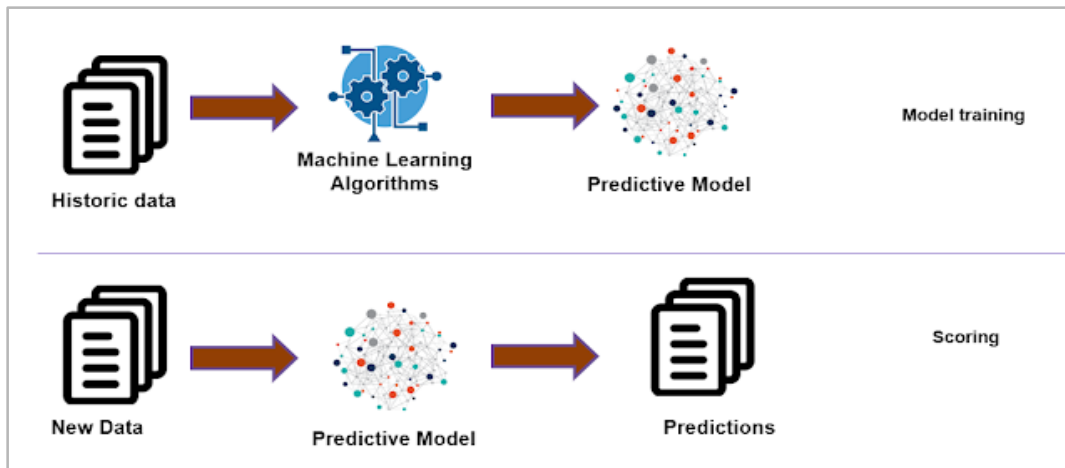 Model training
Machine Learning
Algorithms
Predictive Model
Historic data
Scoring
New Data
Predictive Model
Predictions